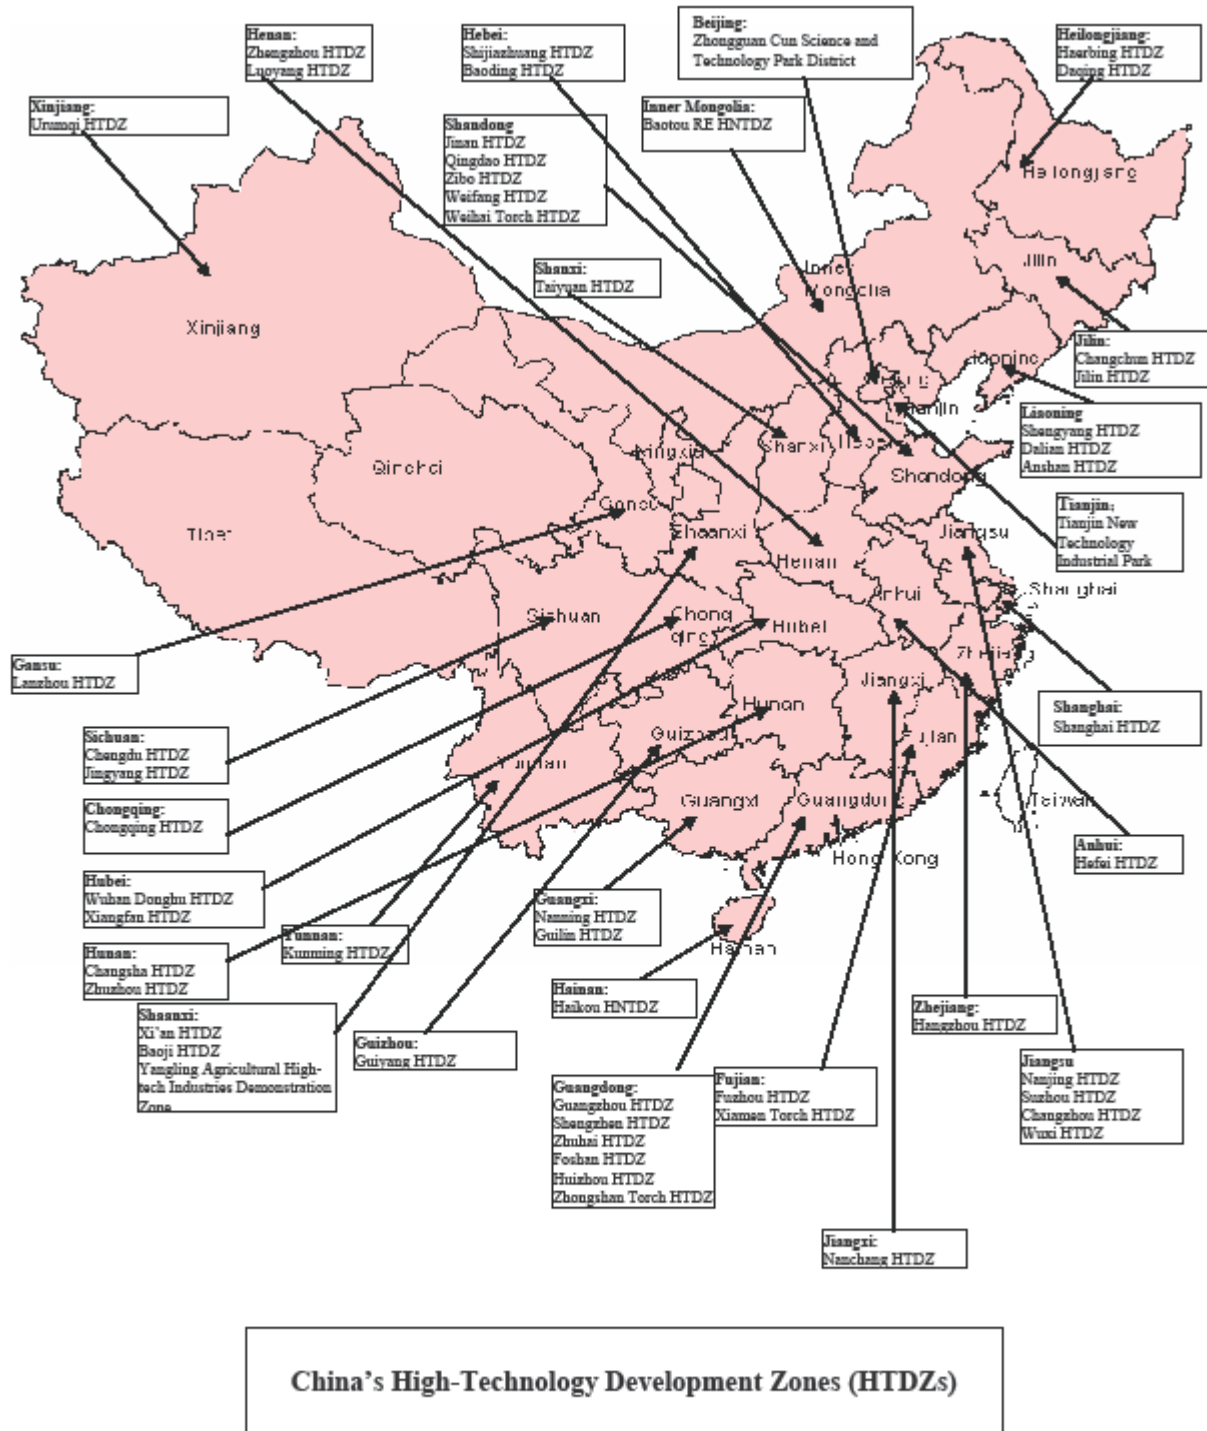 Henan:
Zhengzhou HTDZ
Luoyang HTDZ
Hebei:
Shijiazhuang HTDZ
Baoding HTDZ
Beijing:
Zhongguan Cun Science and
Technology Park District
Heilongjiang:
Haerbing HTDZ
Daqing HTDZ
Xinjiang:
Urumqi HTDZ
Shandong
Jinan HTDZ
Qingdao HTDZ
Zibo HTDZ
Weifang HTDZ
Weihai Torch HTDZ
Inner Mongolia:
Baotou RE HNTDZ
Shanxi:
Taiyuan HTDZ
Heilongjiang
Jilin
Inner
Mongolia
Xinjiang
Jilin:
Changchun HTDZ
Jilin HTDZ
Liaoning
Liaoning
Shengyang HTDZ
Dalian HTDZ
Anshan HTDZ
Tianjin
Ningxia
Shanxi
Hebei
Shandong
Qinghai
Gansu
Tianjin:
Tianjin New
Technology
Industrial Park
Tibet
Shaanxi
Henan
Jiangsu
Anhui
Shanghai
Sichuan
Chong
qing
Hubei
Zhejiang
Gansu:
Lanzhou HTDZ
Jiangxi
Hunan
Shanghai:
Shanghai HTDZ
Sichuan:
Chengdu HTDZ
Jingyang HTDZ
Guizhou
Fujian
Yunnan
Chongqing:
Chongqing HTDZ
Guangxi
Guangdong
Taiwan
Hong Kong
Anhui:
Hefei HTDZ
Hubei:
Wuhan Donghu HTDZ
Xiangfan HTDZ
Guangxi:
Nanning HTDZ
Guilin HTDZ
Yunnan:
Kunming HTDZ
Hunan:
Changsha HTDZ
Zhuzhou HTDZ
Hainan
Hainan:
Haikou HNTDZ
Zhejiang:
Hangzhou HTDZ
Shaanxi:
Xi'an HTDZ
Baoji HTDZ
Yangling Agricultural High-
tech Industries Demonstration
Zone
Guizhou:
Guiyang HTDZ
Guangdong:
Guangzhou HTDZ
Shengzhen HTDZ
Zhuhai HTDZ
Foshan HTDZ
Huizhou HTDZ
Zhongshan Torch HTDZ
Fujian:
Fuzhou HTDZ
Xiamen Torch HTDZ
Jiangsu
Nanjing HTDZ
Suzhou HTDZ
Changzhou HTDZ
Wuxi HTDZ
Jiangxi:
Nanchang HTDZ
China's High-Technology Development Zones (HTDZs)